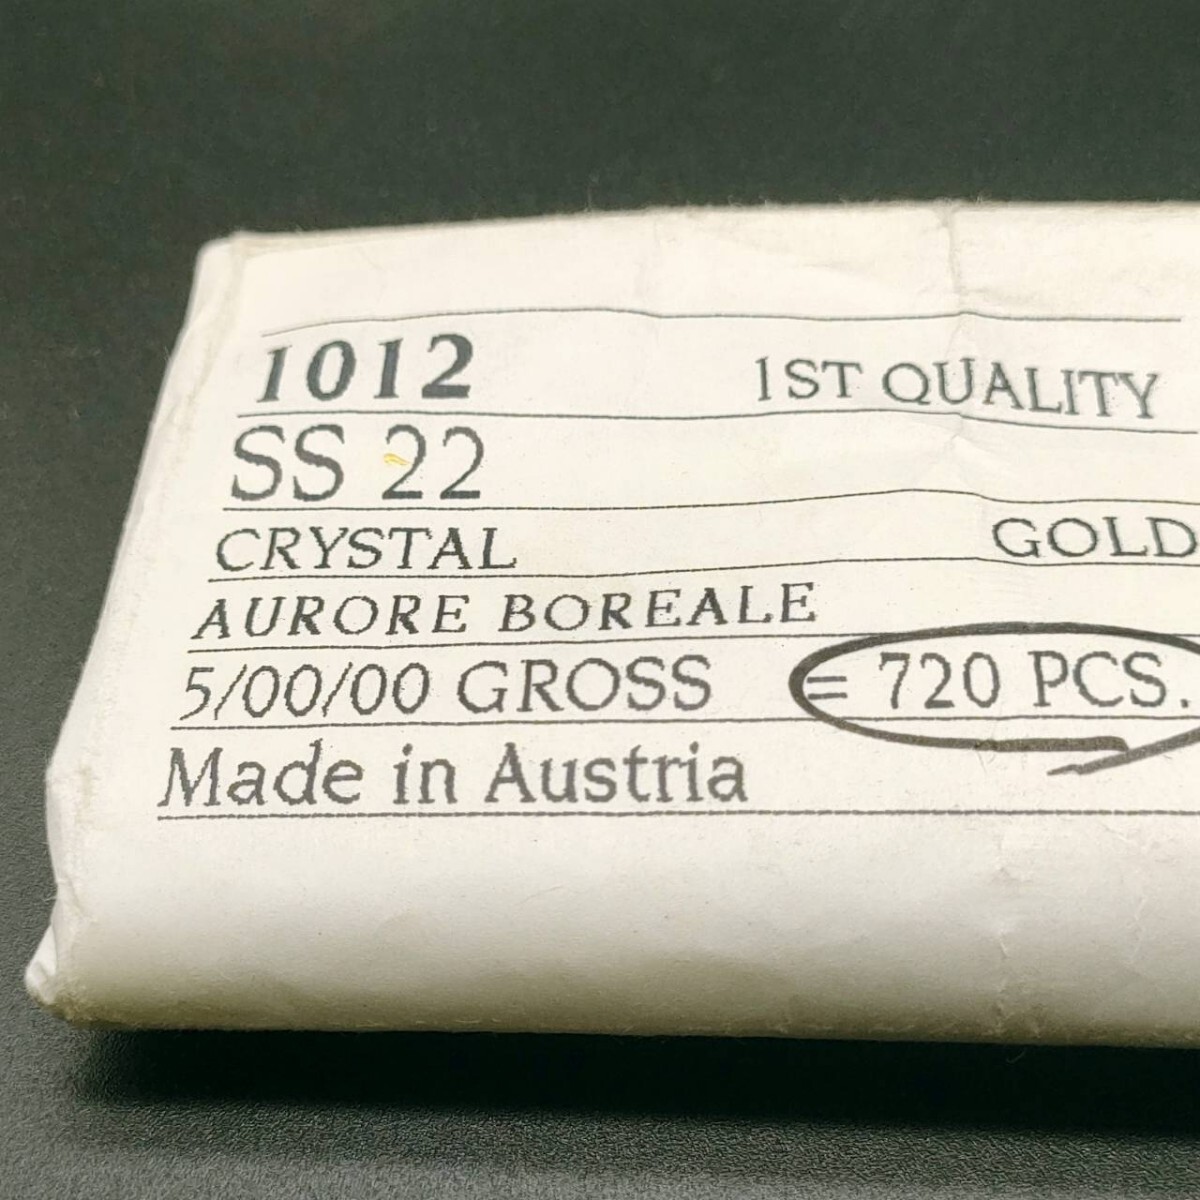 1012 1ST QUALITY
SS 22
CRYSTAL GOLD
AURORE BOREALE
5/00/00 GROSS = 720 PCS.
Made in Austria